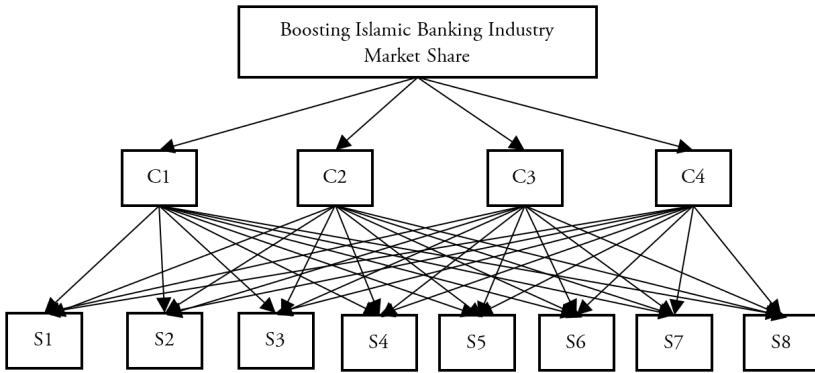 Boosting Islamic Banking Industry
Market Share
C1 C2 C3 C4
S1 S2 S3 S4 S5 S6 S7 S8